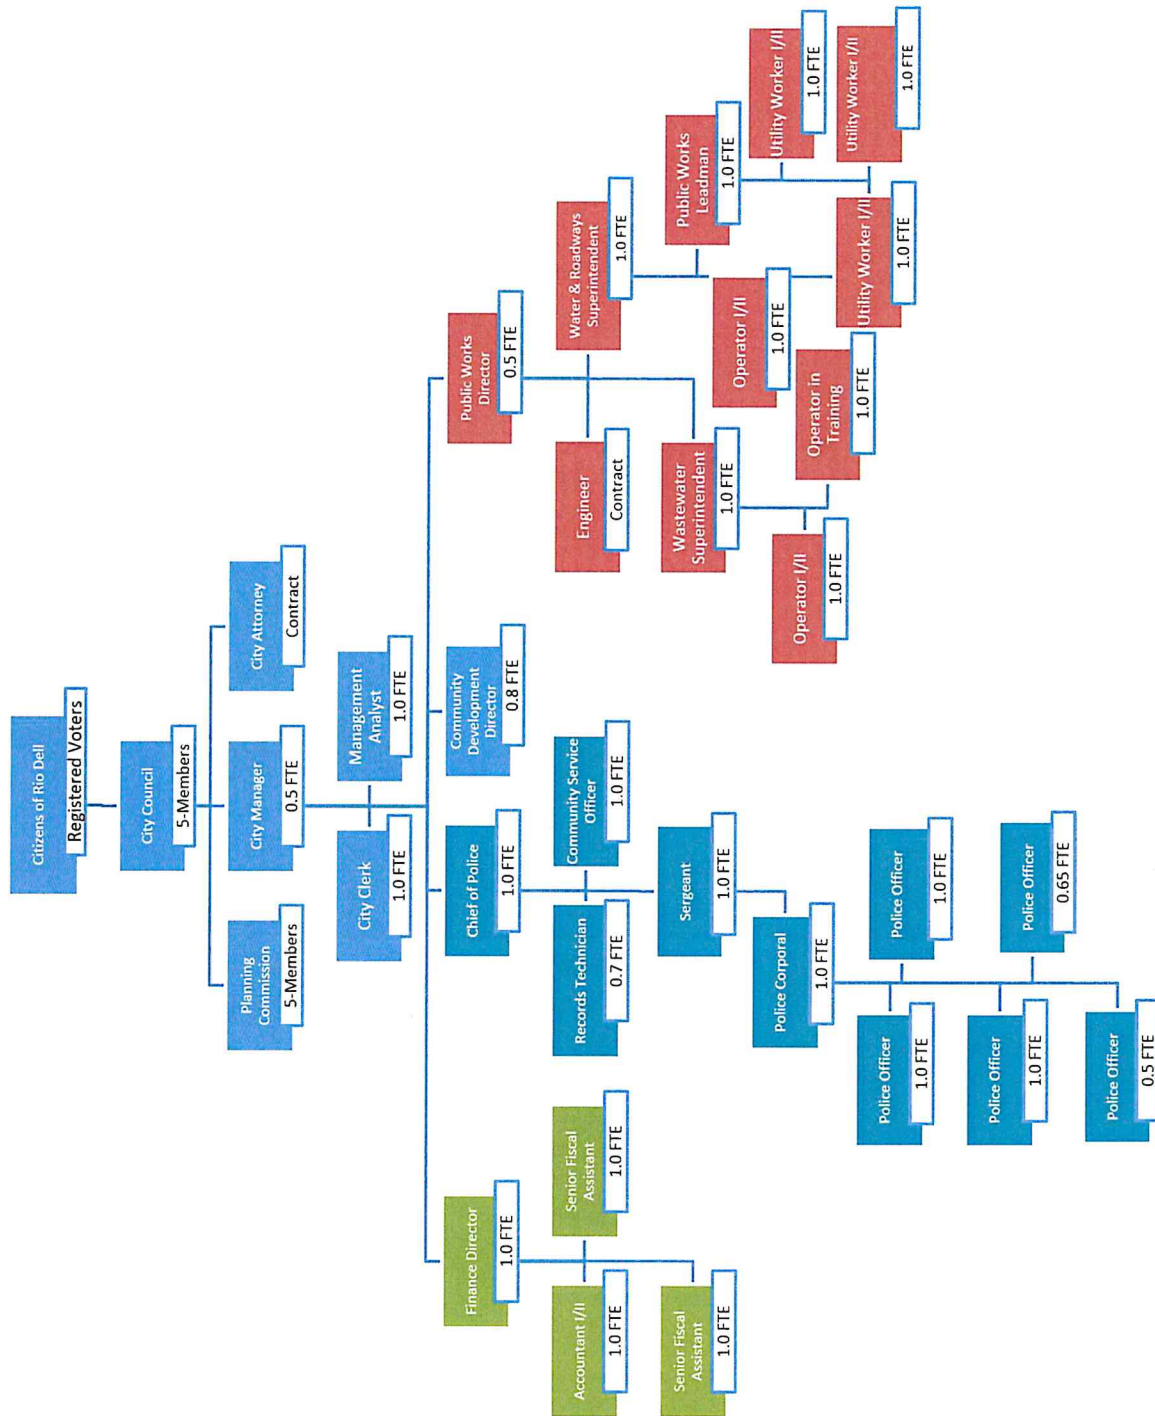 Citizens of Rio Dell
Registered Voters
City Council
5-Members
Planning
Commission
5-Members
City Manager
0.5 FTE
City Attorney
Contract
City Clerk
1.0 FTE
Management
Analyst
1.0 FTE
Finance Director
1.0 FTE
Chief of Police
1.0 FTE
Community
Development
Director
0.8 FTE
Public Works
Director
0.5 FTE
Accountant I/II
1.0 FTE
Senior Fiscal
Assistant
1.0 FTE
Senior Fiscal
Assistant
1.0 FTE
Records Technician
0.7 FTE
Community Service
Officer
1.0 FTE
Sergeant
1.0 FTE
Police Corporal
1.0 FTE
Police Officer
1.0 FTE
Police Officer
1.0 FTE
Police Officer
1.0 FTE
Police Officer
0.65 FTE
Police Officer
0.5 FTE
Engineer
Contract
Water & Roadways
Superintendent
1.0 FTE
Wastewater
Superintendent
1.0 FTE
Operator I/II
1.0 FTE
Operator in
Training
1.0 FTE
Operator I/II
1.0 FTE
Public Works
Leadman
1.0 FTE
Utility Worker I/II
1.0 FTE
Utility Worker I/II
1.0 FTE
Utility Worker I/II
1.0 FTE